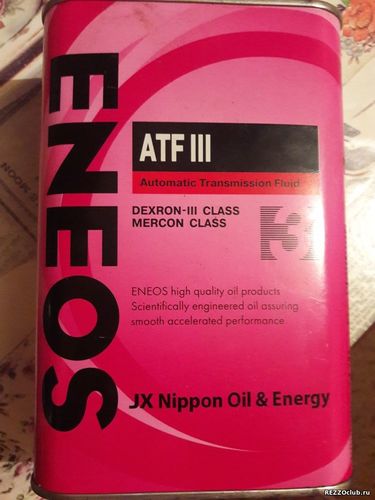 ENEOS
ATF III
Automatic Transmission Fluid
DEXRON-III CLASS
MERCON CLASS
3
ENEOS high quality oil products
Scientifically engineered oil assuring
smooth accelerated performance
JX Nippon Oil & Energy
MOON
REZZOclub.ru